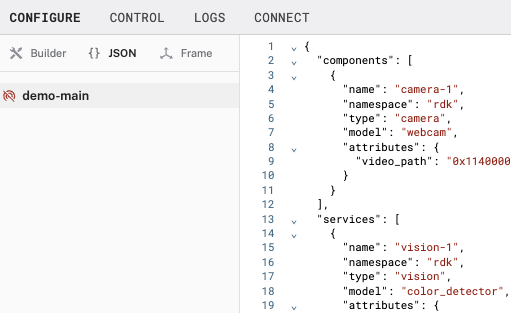 CONFIGURE CONTROL LOGS CONNECT
Builder {} JSON Frame
demo-main
1 {
2 "components": [
3 {
4 "name": "camera-1",
5 "namespace": "rdk",
6 "type": "camera",
7 "model": "webcam",
8 "attributes": {
9 "video_path": "0x1140000
10 }
11 }
12 ],
13 "services": [
14 {
15 "name": "vision-1",
16 "namespace": "rdk",
17 "type": "vision",
18 "model": "color_detector",
19 "attributes": {